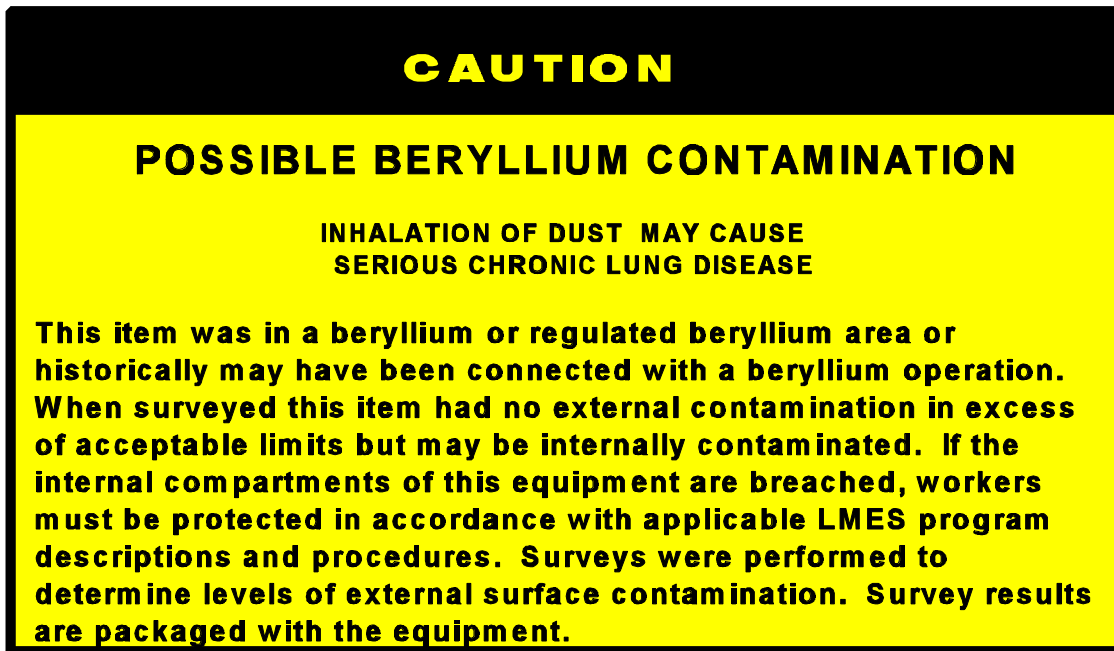 CAUTION
POSSIBLE BERYLLIUM CONTAMINATION
INHALATION OF DUST MAY CAUSE
SERIOUS CHRONIC LUNG DISEASE
This item was in a beryllium or regulated beryllium area or
historically may have been connected with a beryllium operation.
When surveyed this item had no external contamination in excess
of acceptable limits but may be internally contaminated. If the
internal compartments of this equipment are breached, workers
must be protected in accordance with applicable LMES program
descriptions and procedures. Surveys were performed to
determine levels of external surface contamination. Survey results
are packaged with the equipment.